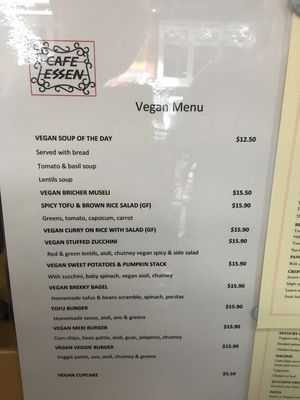 CAFE
ESSEN
Vegan Menu
VEGAN SOUP OF THE DAY $12.50
Served with bread
Tomato & basil soup
Lentils soup
VEGAN BRICHER MUSELI $15.50
SPICY TOFU & BROWN RICE SALAD (GF) $15.90
Greens, tomato, capsicum, carrot
VEGAN CURRY ON RICE WITH SALAD (GF) $15.90
VEGAN STUFFED ZUCCHINI $15.90
Red & green lentils, aioli, chutney vegan spicy & side salad
VEGAN SWEET POTATOES & PUMPKIN STACK $15.90
With zucchini, baby spinach, vegan aioli, chutney
VEGAN BREKKY BAGEL $15.90
Homemade tofus & beans scramble, spinach,
TOFU BURGER $15.90
Homemade sauce, aioli, avo & greens
VEGAN MEXI BURGER $15.90
Corn chips, bean pattie, aioli, guac, jalapeno, chutney
VEGAN VEGGIE BURGER $15.90
Veggie pattie, avo, aioli, chutney & greens
VEGAN CUPCAKE $5.50